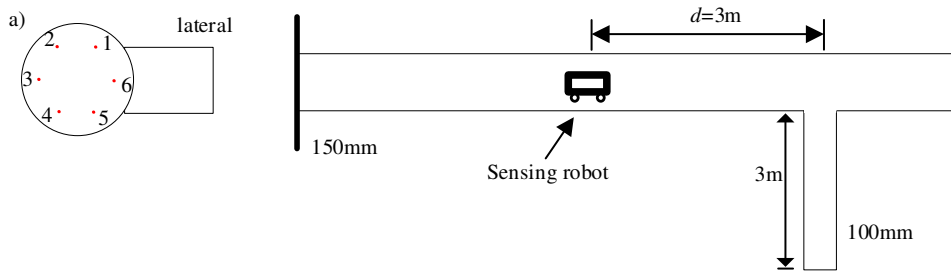 a)
lateral
2
1
3
6
4
5
d=3m
150mm
Sensing robot
3m
100mm